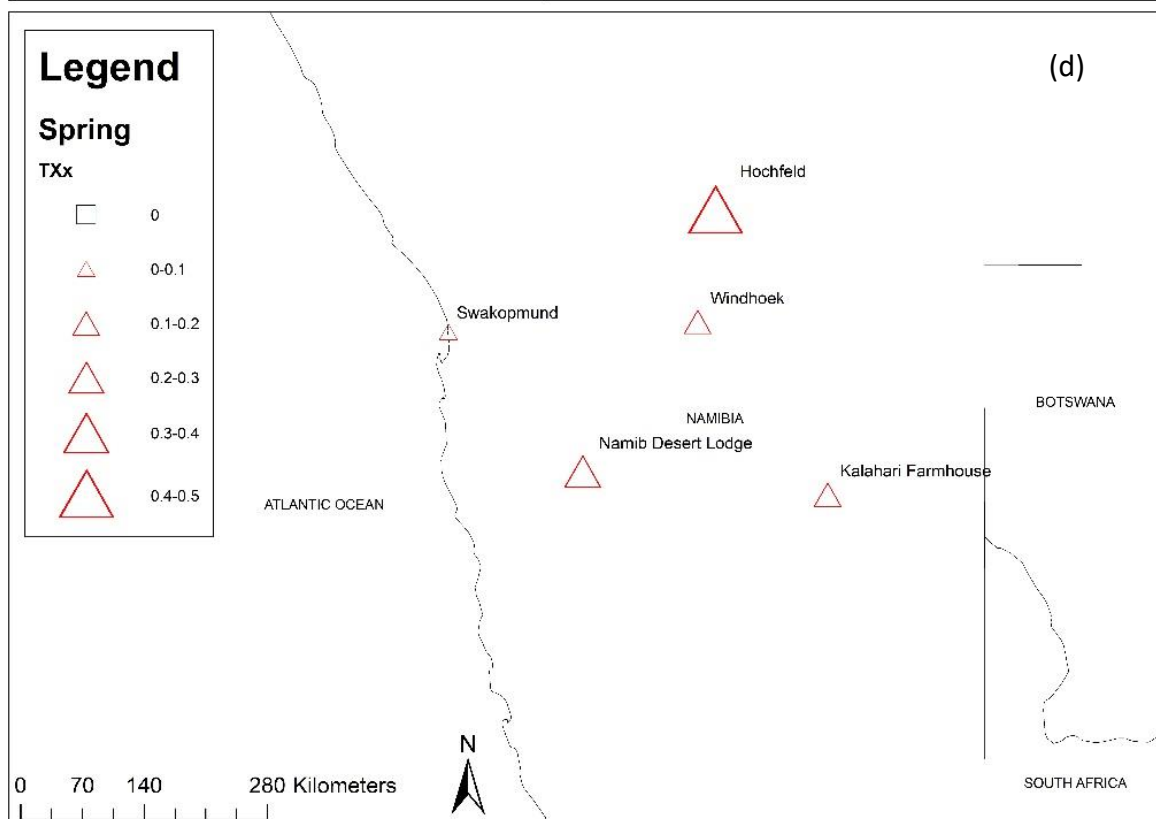 Legend
Spring
TXx
0
0-0.1
0.1-0.2
0.2-0.3
0.3-0.4
0.4-0.5
(d)
Hochfeld
Windhoek
Swakopmund
BOTSWANA
NAMIBIA
Namib Desert Lodge
Kalahari Farmhouse
ATLANTIC OCEAN
N
0 70 140 280 Kilometers
SOUTH AFRICA